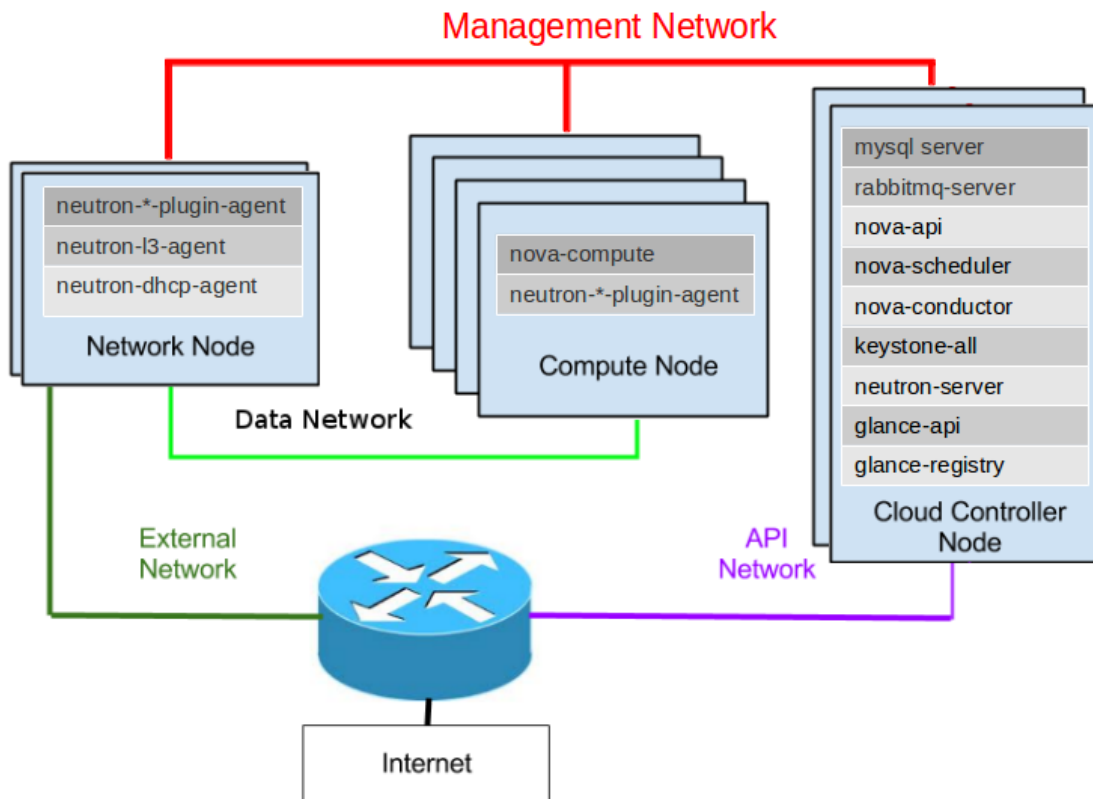 Management Network
neutron-*-plugin-agent
neutron-l3-agent
neutron-dhcp-agent
Network Node
nova-compute
neutron-*-plugin-agent
Compute Node
mysql server
rabbitmq-server
nova-api
nova-scheduler
nova-conductor
keystone-all
neutron-server
glance-api
glance-registry
Cloud Controller
Node
Data Network
External
Network
API
Network
Internet